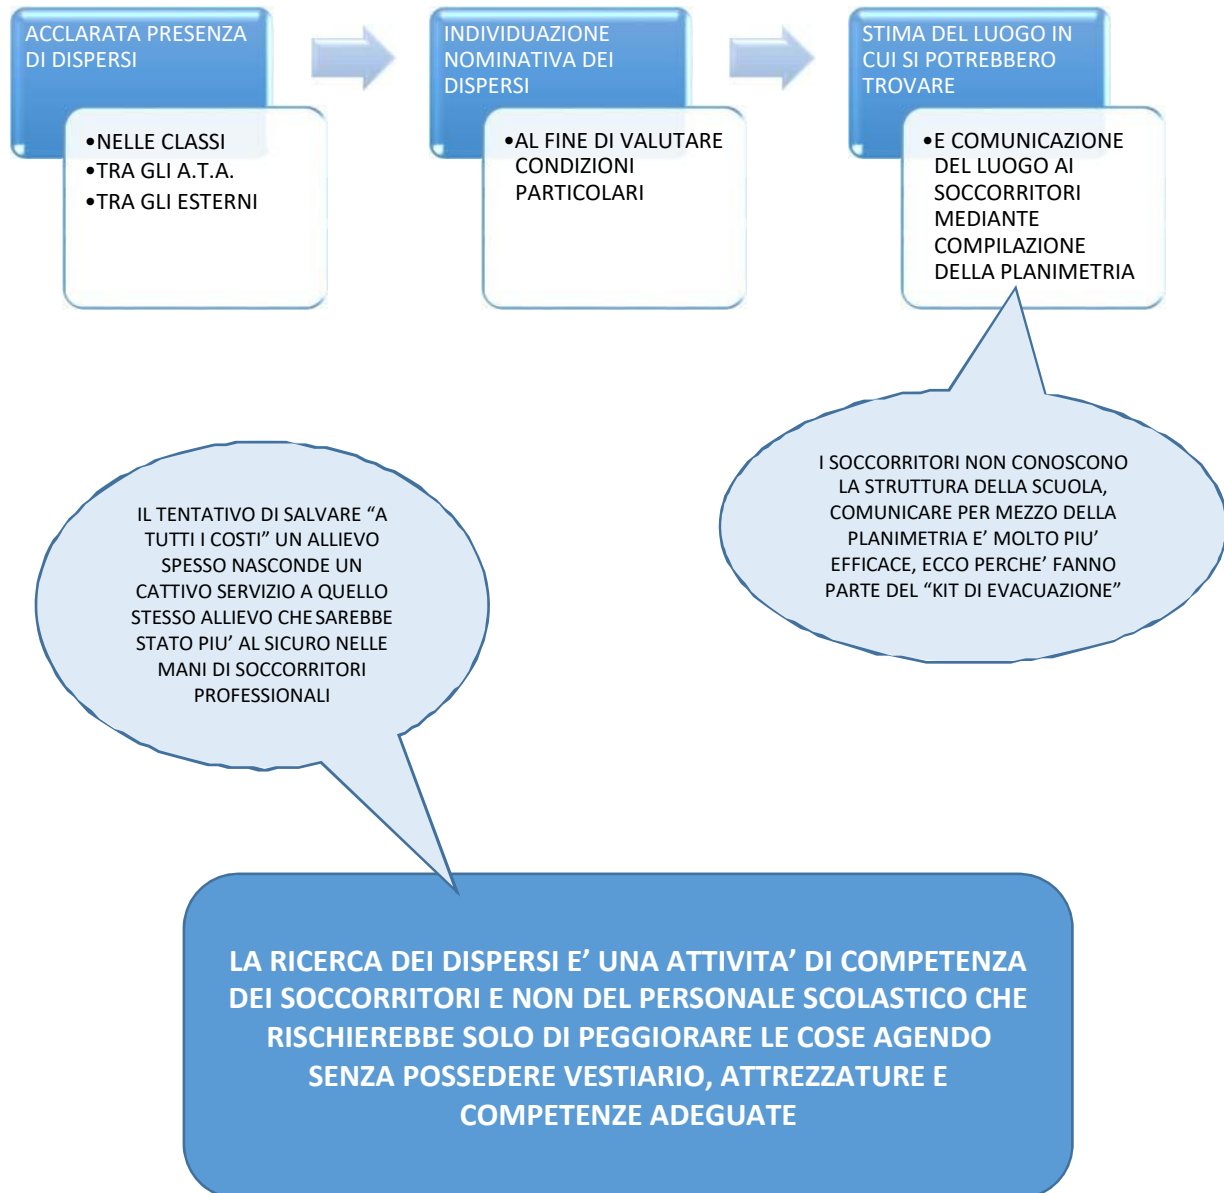 ACCLARATA PRESENZA
DI DISPERSI
•NELLE CLASSI
•TRA GLI A.T.A.
•TRA GLI ESTERNI
INDIVIDUAZIONE
NOMINATIVA DEI
DISPERSI
•AL FINE DI VALUTARE
CONDIZIONI
PARTICOLARI
STIMA DEL LUOGO IN
CUI SI POTREBBERO
TROVARE
•E COMUNICAZIONE
DEL LUOGO AI
SOCCORRITORI
MEDIANTE
COMPILAZIONE
DELLA PLANIMETRIA
I SOCCORRITORI NON CONOSCONO
LA STRUTTURA DELLA SCUOLA,
COMUNICARE PER MEZZO DELLA
PLANIMETRIA E’ MOLTO PIU’
EFFICACE, ECCO PERCHE’ FANNO
PARTE DEL “KIT DI EVACUAZIONE”
IL TENTATIVO DI SALVARE “A
TUTTI I COSTI” UN ALLIEVO
SPESSO NASCONDE UN
CATTIVO SERVIZIO A QUELLO
STESSO ALLIEVO CHE SAREBBE
STATO PIU’ AL SICURO NELLE
MANI DI SOCCORRITORI
PROFESSIONALI
LA RICERCA DEI DISPERSI E’ UNA ATTIVITA’ DI COMPETENZA
DEI SOCCORRITORI E NON DEL PERSONALE SCOLASTICO CHE
RISCHIEREBBE SOLO DI PEGGIORARE LE COSE AGENDO
SENZA POSSEDERE VESTIARIO, ATTREZZATURE E
COMPETENZE ADEGUATE